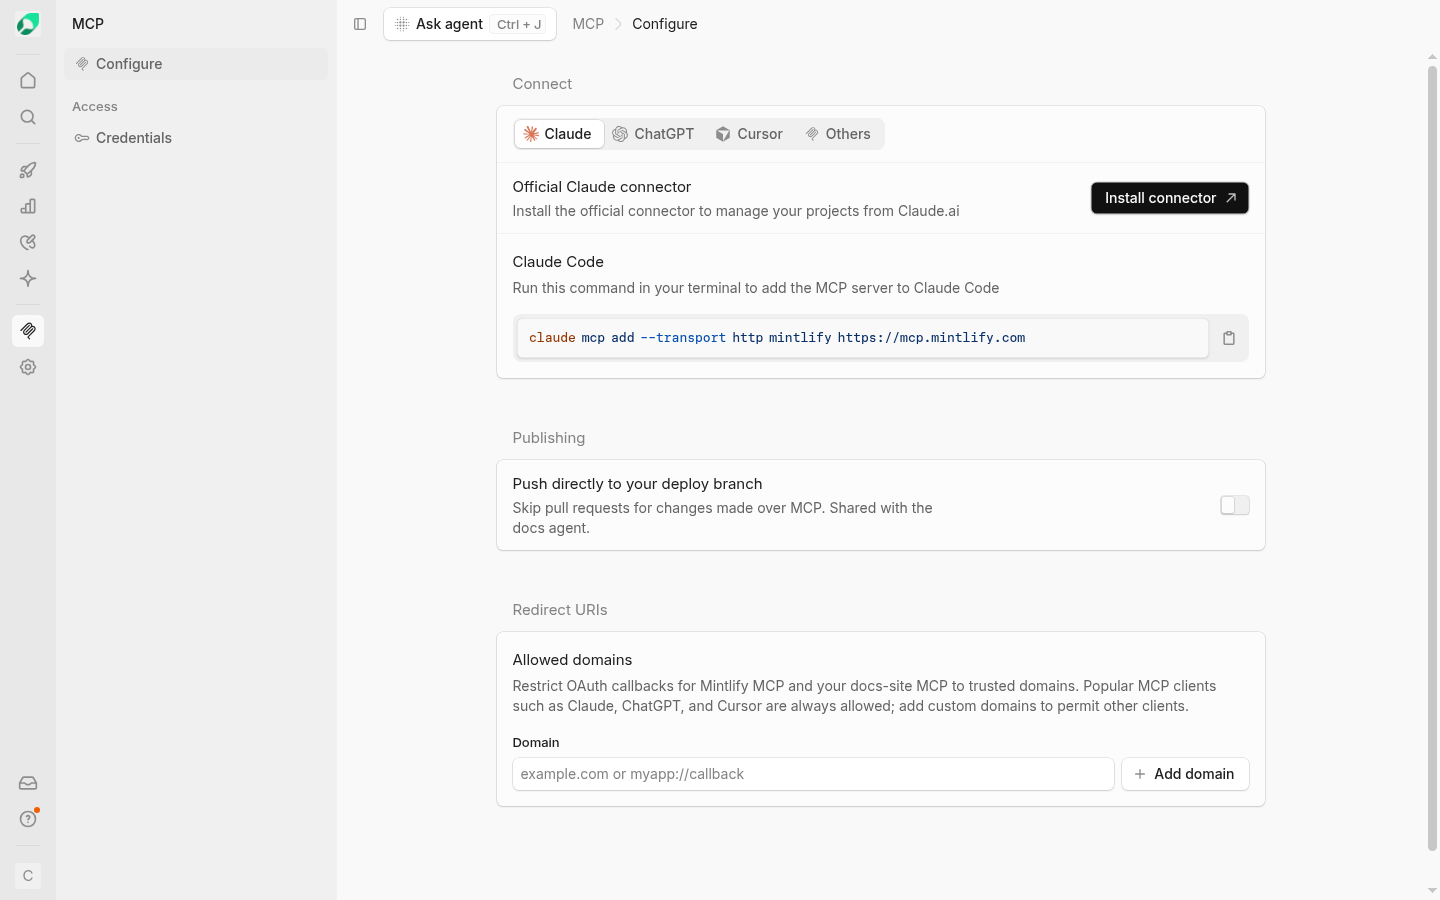 MCP
Configure
Access
Credentials
Ask agent Ctrl + J
MCP Configure
Connect
Claude ChatGPT Cursor Others
Official Claude connector
Install the official connector to manage your projects from Claude.ai
Install connector
Claude Code
Run this command in your terminal to add the MCP server to Claude Code
claude mcp add --transport http mintlify https://mcp.mintlify.com
Publishing
Push directly to your deploy branch
Skip pull requests for changes made over MCP. Shared with the
docs agent.
Redirect URIs
Allowed domains
Restrict OAuth callbacks for Mintlify MCP and your docs-site MCP to trusted domains. Popular MCP clients
such as Claude, ChatGPT, and Cursor are always allowed; add custom domains to permit other clients.
Domain
example.com or myapp://callback
Add domain
C